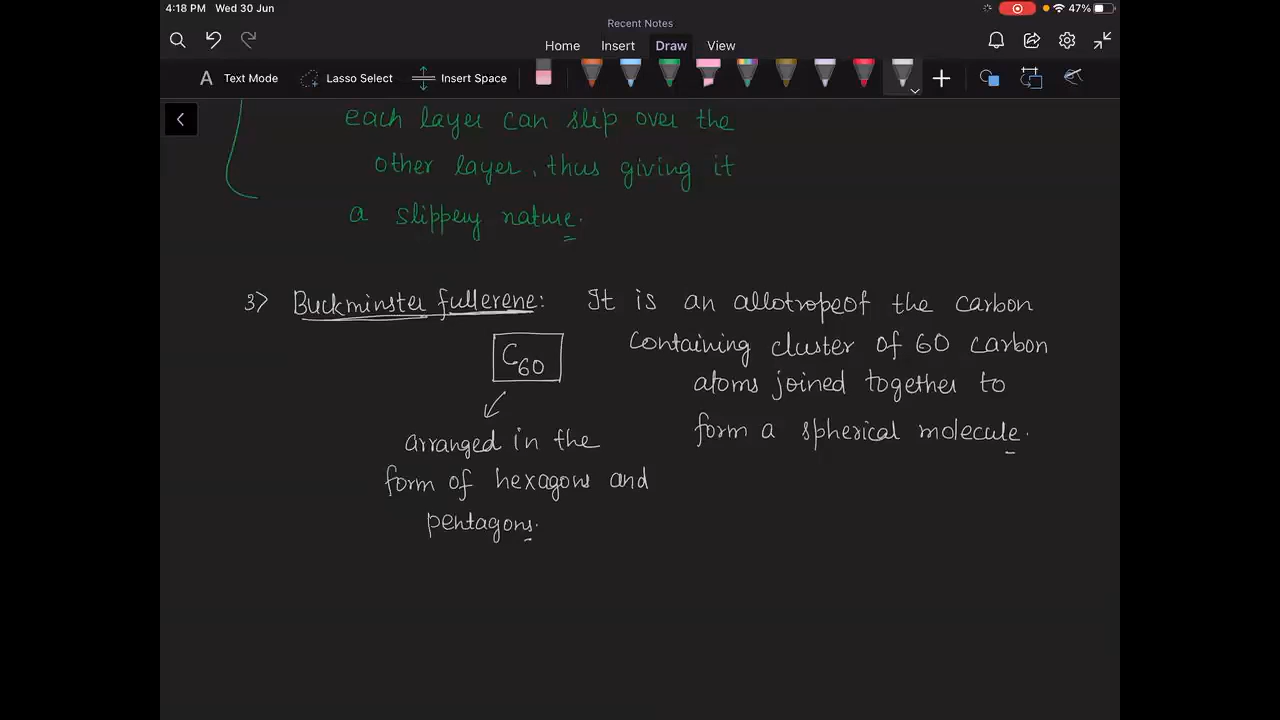 4:18 PM Wed 30 Jun
47%
Recent Notes
Home Insert Draw View
A Text Mode Lasso Select Insert Space
each layer can slip over the
other layer, thus giving it
a slippery nature.
3) Buckminster fullerene: It is an allotropeof the carbon
containing cluster of 60 carbon
C60
atoms joined together to
form a spherical molecule.
arranged in the
form of hexagons and
pentagons.